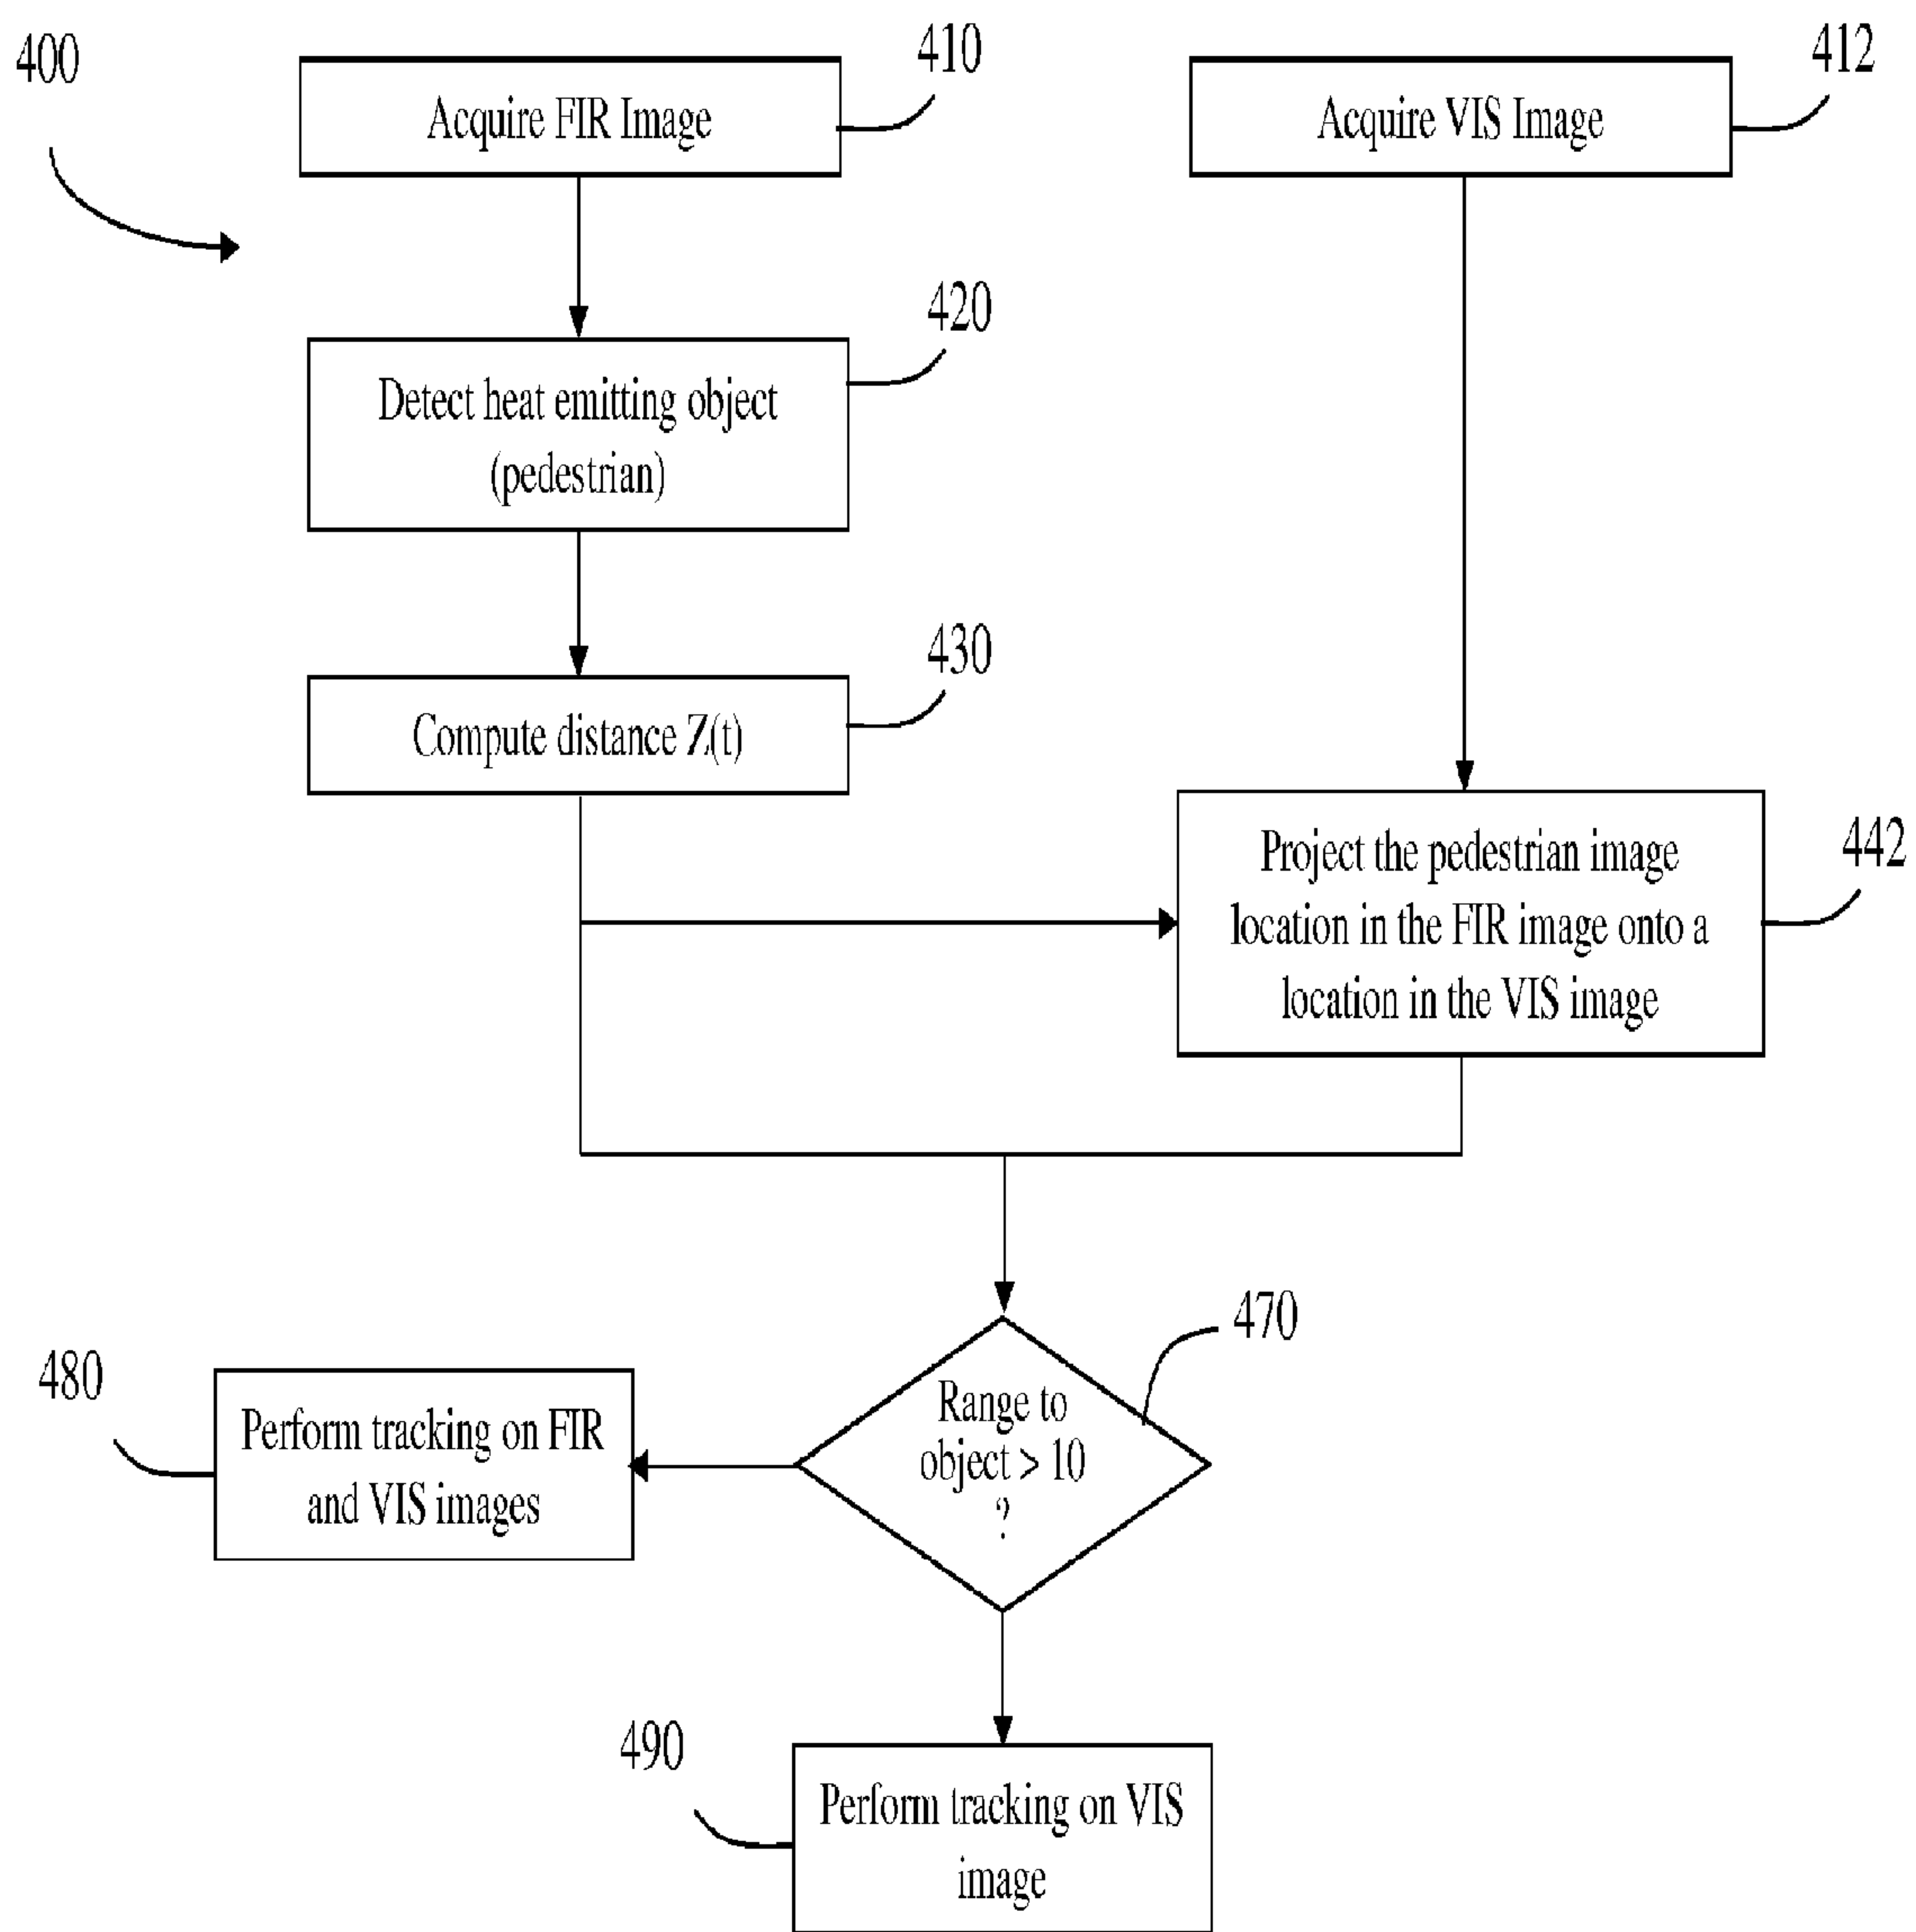 400
410
Acquire FIR Image
412
Acquire VIS Image
420
Detect heat emitting object
(pedestrian)
430
Compute distance Z(t)
442
Project the pedestrian image
location in the FIR image onto a
location in the VIS image
470
Range to
object > 10
?
480
Perform tracking on FIR
and VIS images
490
Perform tracking on VIS
image